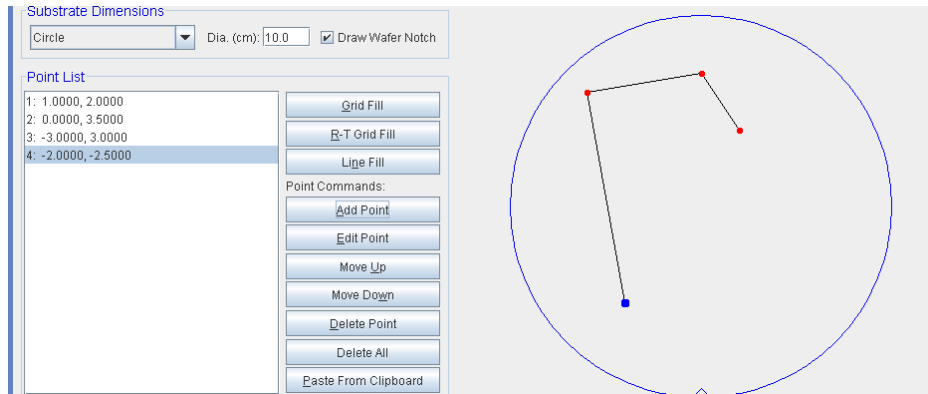 Substrate Dimensions
Circle Dia. (cm): 10.0 Draw Wafer Notch
Point List
1: 1.0000, 2.0000
2: 0.0000, 3.5000
3: -3.0000, 3.0000
4: -2.0000, -2.5000
Grid Fill
R-T Grid Fill
Line Fill
Point Commands:
Add Point
Edit Point
Move Up
Move Down
Delete Point
Delete All
Paste From Clipboard